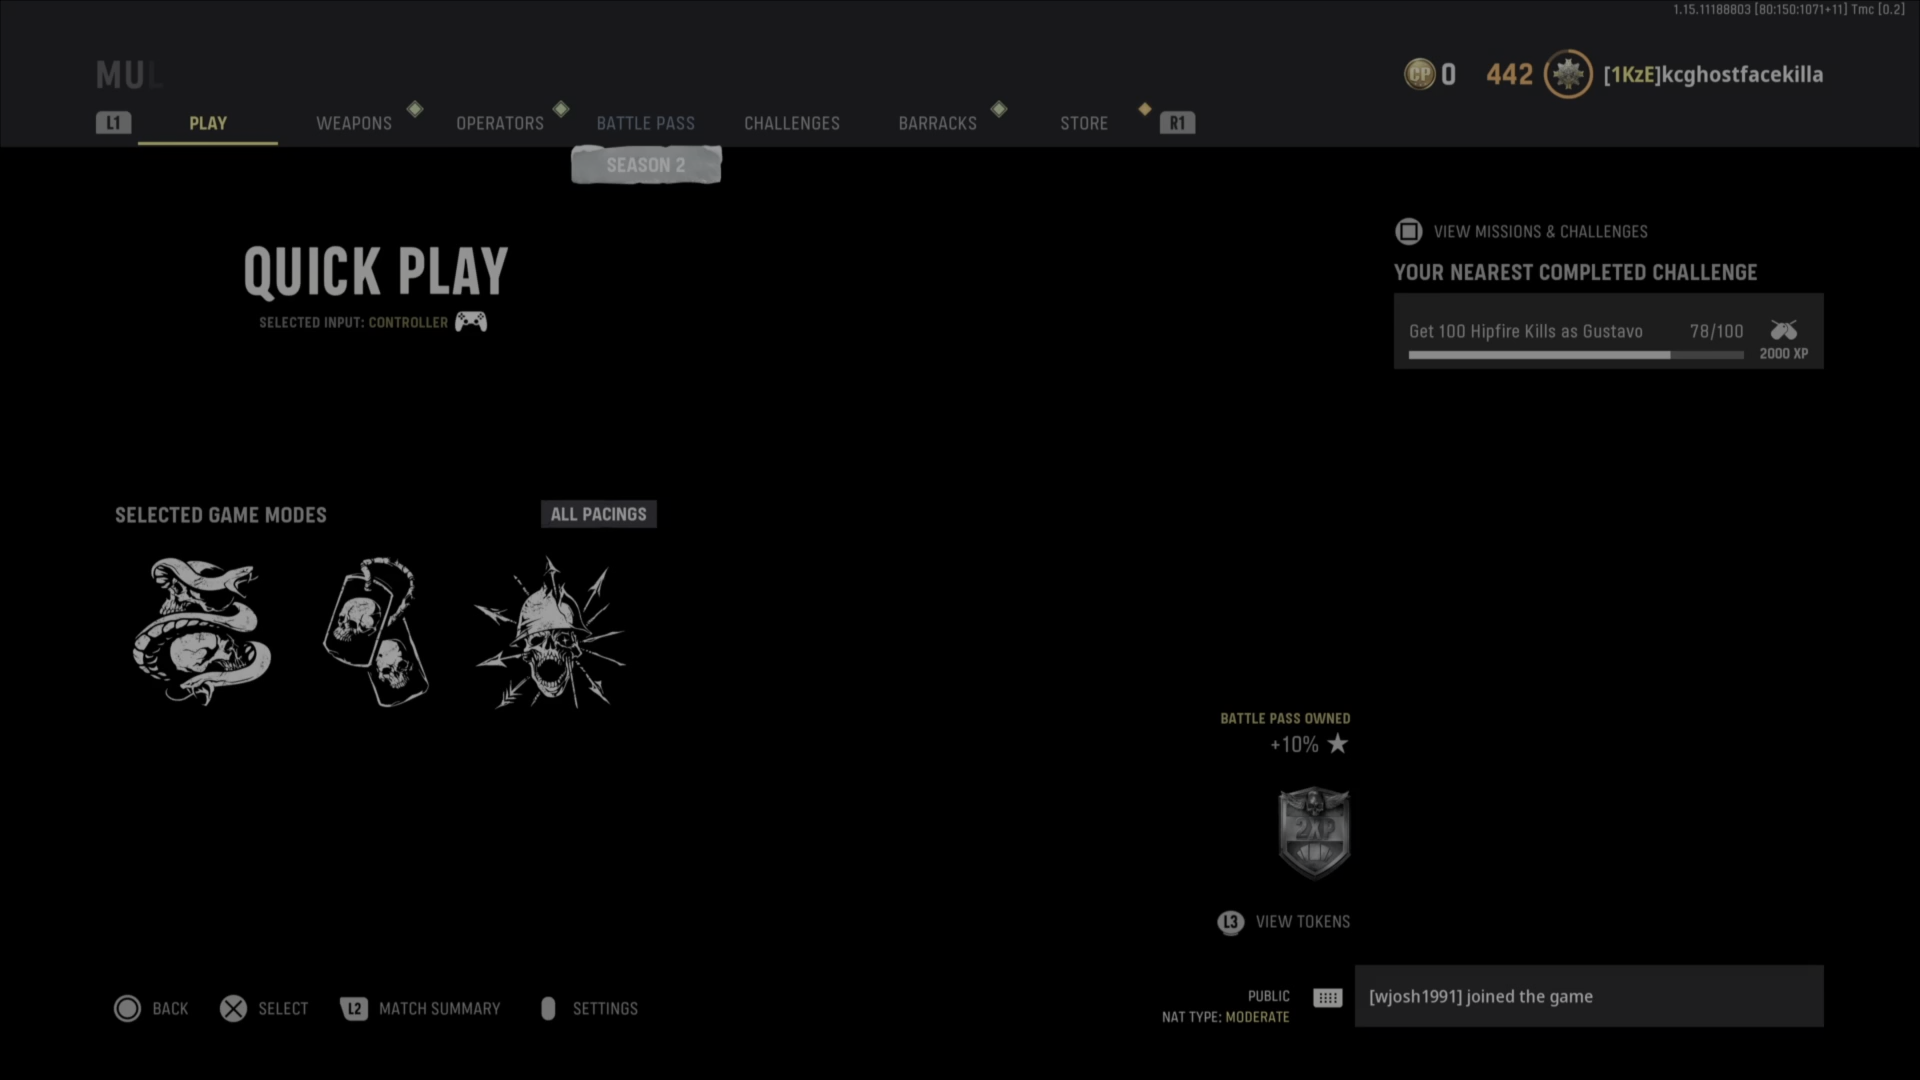 1.15.11188803 [80:150:1071+11] Tmc [0.2]
MUL
CP 0 442 [1KzE]kcghostfacekilla
L1 PLAY WEAPONS OPERATORS BATTLE PASS CHALLENGES BARRACKS STORE R1
SEASON 2
QUICK PLAY
SELECTED INPUT: CONTROLLER
VIEW MISSIONS & CHALLENGES
YOUR NEAREST COMPLETED CHALLENGE
Get 100 Hipfire Kills as Gustavo 78/100
2000 XP
SELECTED GAME MODES ALL PACINGS
BATTLE PASS OWNED
+10%
2XP
L3 VIEW TOKENS
BACK SELECT L2 MATCH SUMMARY SETTINGS
PUBLIC
NAT TYPE: MODERATE
[wjosh1991] joined the game